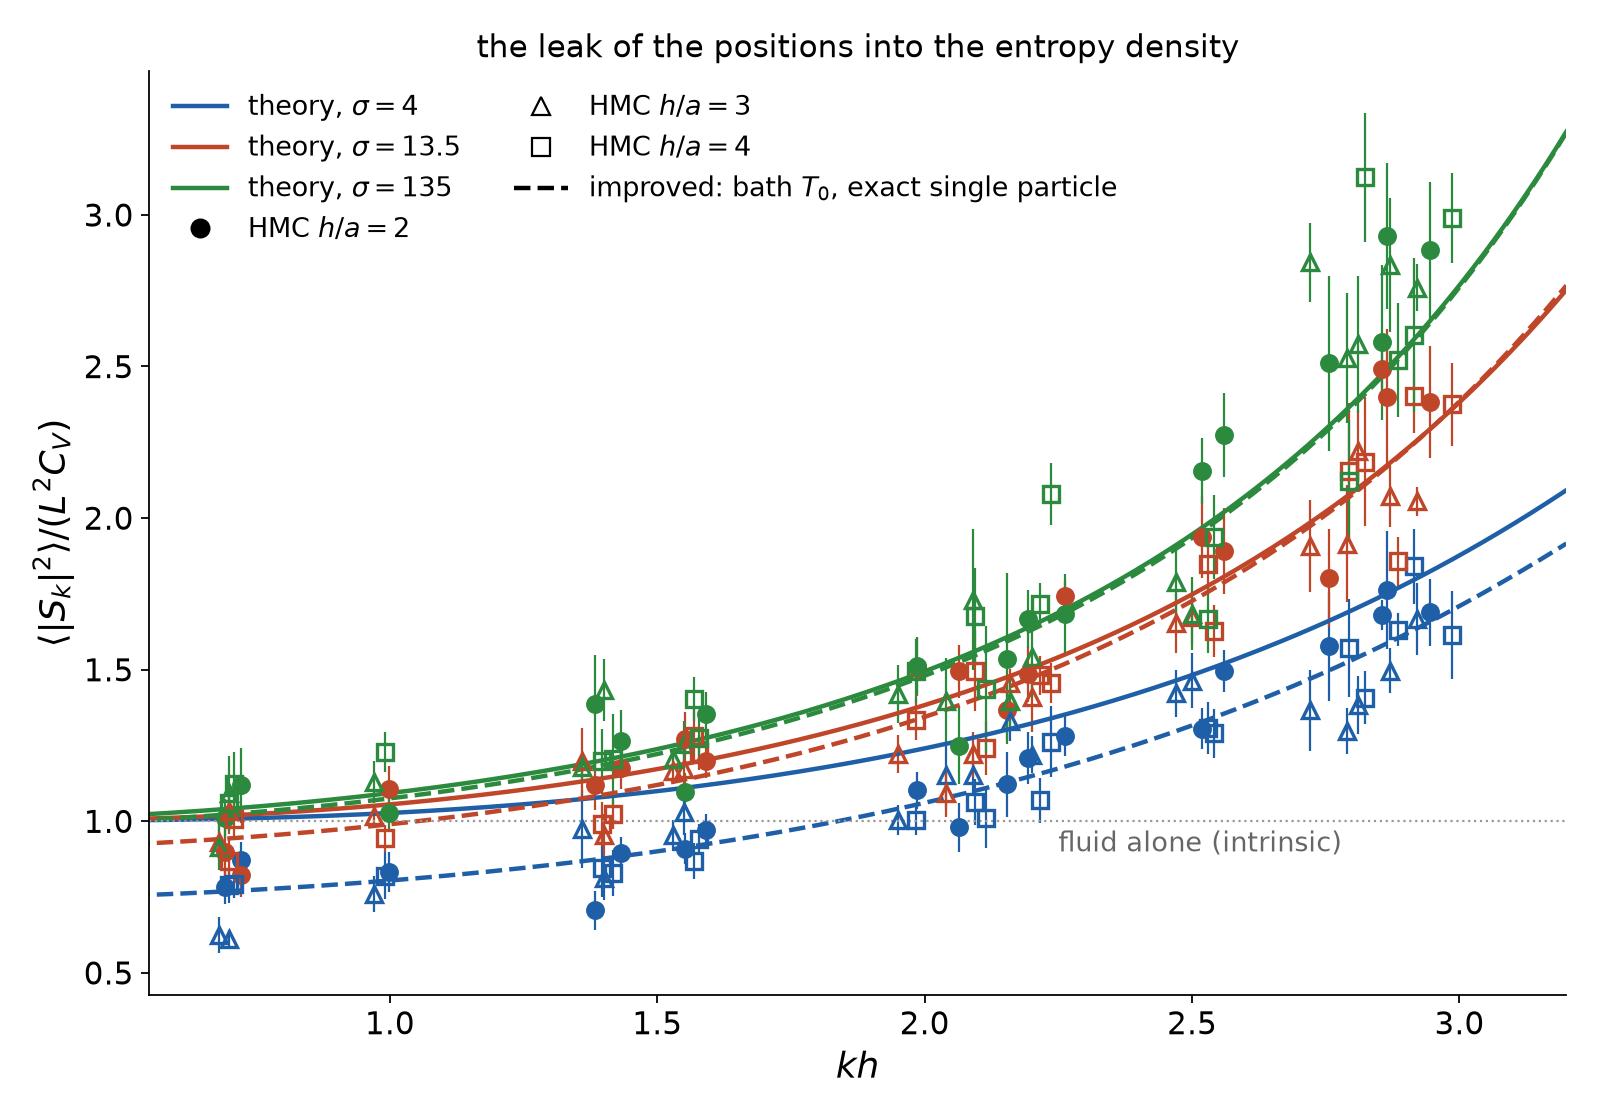 the leak of the positions into the entropy density
theory, σ = 4
theory, σ = 13.5
theory, σ = 135
HMC h/a = 2
HMC h/a = 3
HMC h/a = 4
improved: bath T₀, exact single particle
⟨|Sₖ|²⟩/(L²C_V)
3.0
2.5
2.0
1.5
1.0
0.5
fluid alone (intrinsic)
1.0 1.5 2.0 2.5 3.0
kh